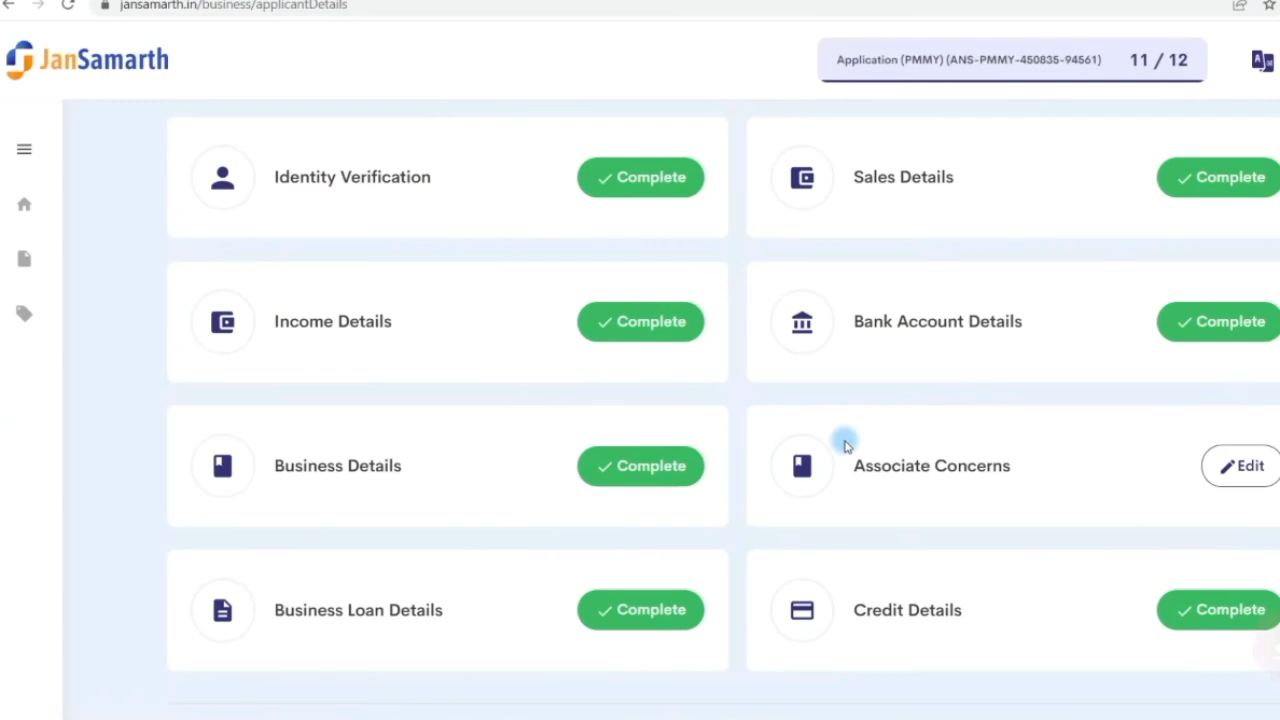 jansamarth.in/business/applicantDetails
JanSamarth
Application (PMMY) (ANS-PMMY-450835-94561) 11 / 12
Identity Verification Complete
Sales Details Complete
Income Details Complete
Bank Account Details Complete
Business Details Complete
Associate Concerns Edit
Business Loan Details Complete
Credit Details Complete